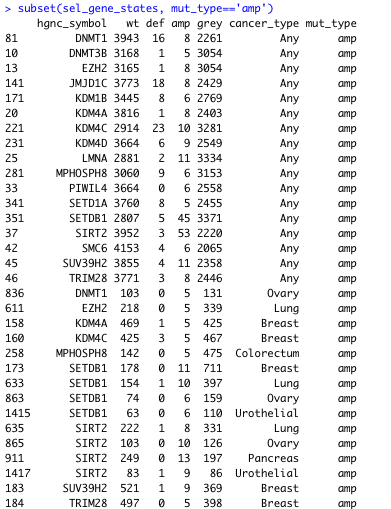 > subset(sel_gene_states, mut_type=='amp')
hgnc_symbol wt def amp grey cancer_type mut_type
81 DNMT1 3943 16 8 2261 Any amp
10 DNMT3B 3168 1 5 3054 Any amp
13 EZH2 3165 1 8 3054 Any amp
141 JMJD1C 3773 18 8 2429 Any amp
171 KDM1B 3445 8 6 2769 Any amp
20 KDM4A 3816 1 8 2403 Any amp
221 KDM4C 2914 23 10 3281 Any amp
231 KDM4D 3664 6 9 2549 Any amp
25 LMNA 2881 2 11 3334 Any amp
281 MPHOSPH8 3060 9 6 3153 Any amp
33 PIWIL4 3664 0 6 2558 Any amp
341 SETD1A 3760 8 5 2455 Any amp
351 SETDB1 2807 5 45 3371 Any amp
37 SIRT2 3952 3 53 2220 Any amp
42 SMC6 4153 4 6 2065 Any amp
45 SUV39H2 3855 4 11 2358 Any amp
46 TRIM28 3771 3 8 2446 Any amp
836 DNMT1 103 0 5 131 Ovary amp
611 EZH2 218 0 5 339 Lung amp
158 KDM4A 469 1 5 425 Breast amp
160 KDM4C 425 3 5 467 Breast amp
258 MPHOSPH8 142 0 5 475 Colorectum amp
173 SETDB1 178 0 11 711 Breast amp
633 SETDB1 154 1 10 397 Lung amp
863 SETDB1 74 0 6 159 Ovary amp
1415 SETDB1 63 0 6 110 Urothelial amp
635 SIRT2 222 1 8 331 Lung amp
865 SIRT2 103 0 10 126 Ovary amp
911 SIRT2 249 0 13 197 Pancreas amp
1417 SIRT2 83 1 9 86 Urothelial amp
183 SUV39H2 521 1 9 369 Breast amp
184 TRIM28 497 0 5 398 Breast amp